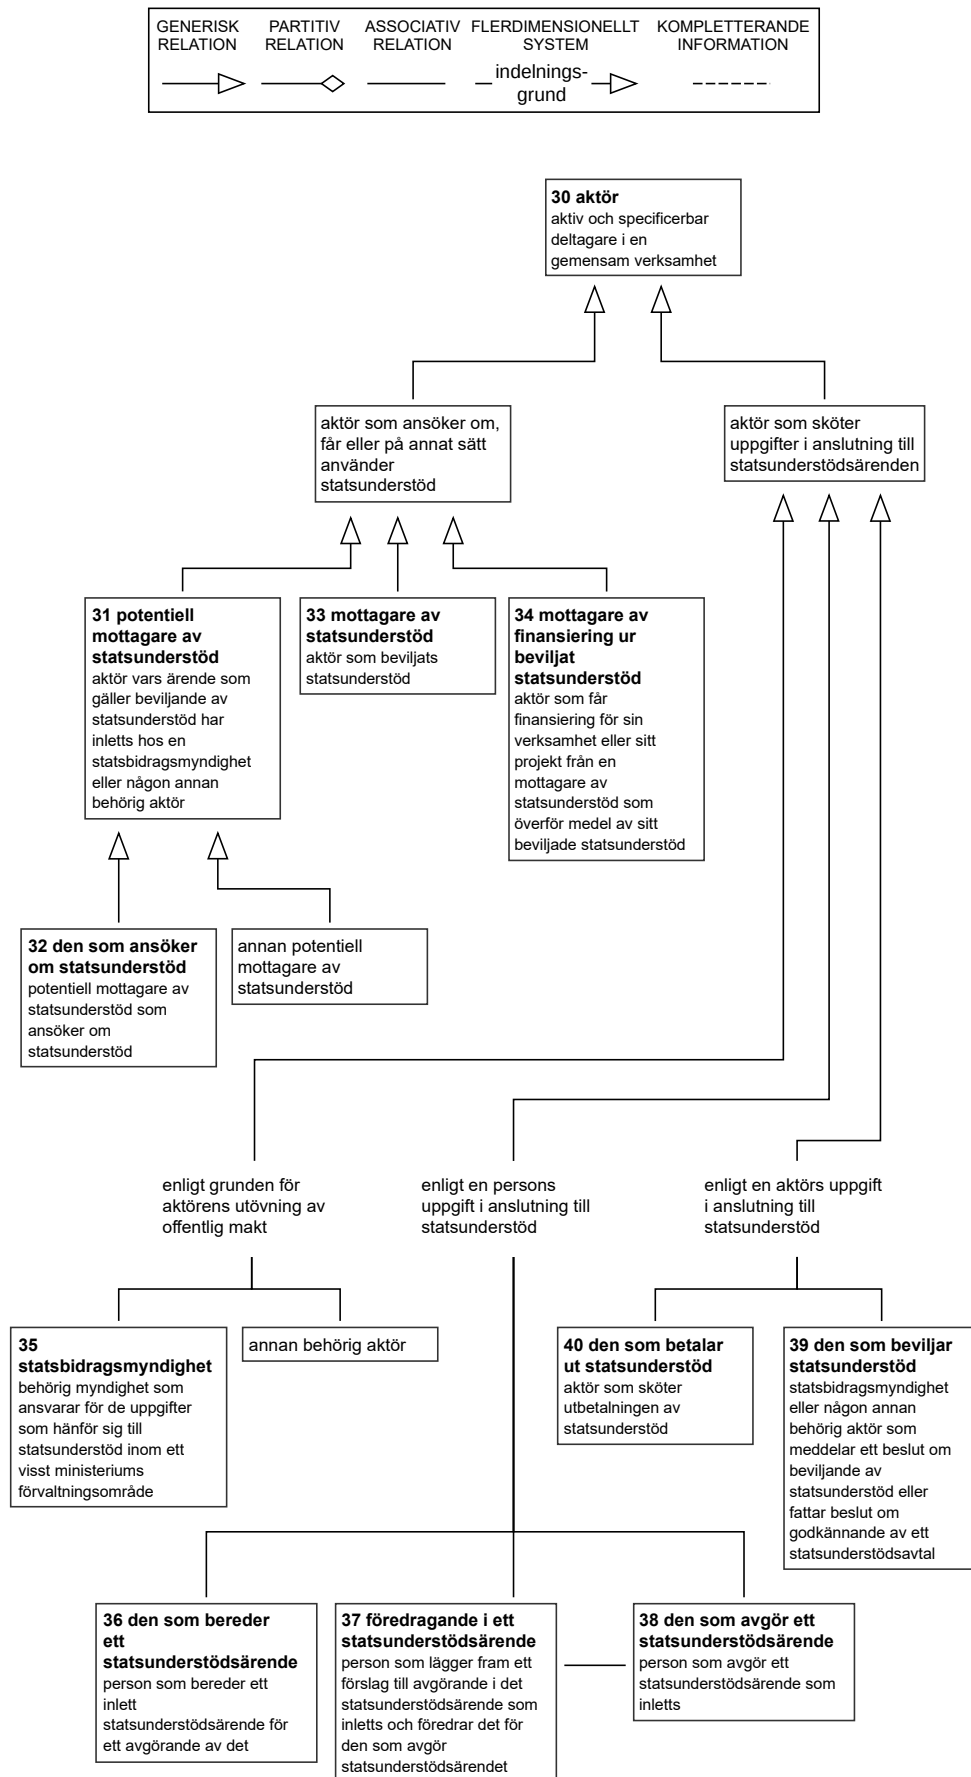 GENERISK
RELATION
PARTITIV
RELATION
ASSOCIATIV
RELATION
FLERDIMENSIONELLT
SYSTEM
KOMPLETTERANDE
INFORMATION
indelnings-
grund
30 aktör
aktiv och specificerbar
deltagare i en
gemensam verksamhet
aktör som ansöker om,
får eller på annat sätt
använder
statsunderstöd
aktör som sköter
uppgifter i anslutning till
statsunderstödsärenden
31 potentiell
mottagare av
statsunderstöd
aktör vars ärende som
gäller beviljande av
statsunderstöd har
inletts hos en
statsbidragsmyndighet
eller någon annan
behörig aktör
33 mottagare av
statsunderstöd
aktör som beviljats
statsunderstöd
34 mottagare av
finansiering ur
beviljat
statsunderstöd
aktör som får
finansiering för sin
verksamhet eller sitt
projekt från en
mottagare av
statsunderstöd som
överför medel av sitt
beviljade statsunderstöd
32 den som ansöker
om statsunderstöd
potentiell mottagare av
statsunderstöd som
ansöker om
statsunderstöd
annan potentiell
mottagare av
statsunderstöd
enligt grunden för
aktörens utövning av
offentlig makt
enligt en persons
uppgift i anslutning till
statsunderstöd
enligt en aktörs uppgift
i anslutning till
statsunderstöd
35
statsbidragsmyndighet
behörig myndighet som
ansvarar för de uppgifter
som hänför sig till
statsunderstöd inom ett
visst ministeriums
förvaltningsområde
annan behörig aktör
40 den som betalar
ut statsunderstöd
aktör som sköter
utbetalningen av
statsunderstöd
39 den som beviljar
statsunderstöd
statsbidragsmyndighet
eller någon annan
behörig aktör som
meddelar ett beslut om
beviljande av
statsunderstöd eller
fattar beslut om
godkännande av ett
statsunderstödsavtal
36 den som bereder
ett
statsunderstödsärende
person som bereder ett
inlett
statsunderstödsärende för
ett avgörande av det
37 föredragande i ett
statsunderstödsärende
person som lägger fram ett
förslag till avgörande i det
statsunderstödsärende som
inletts och föredrar det för
den som avgör
statsunderstödsärendet
38 den som avgör ett
statsunderstödsärende
person som avgör ett
statsunderstödsärende som
inletts